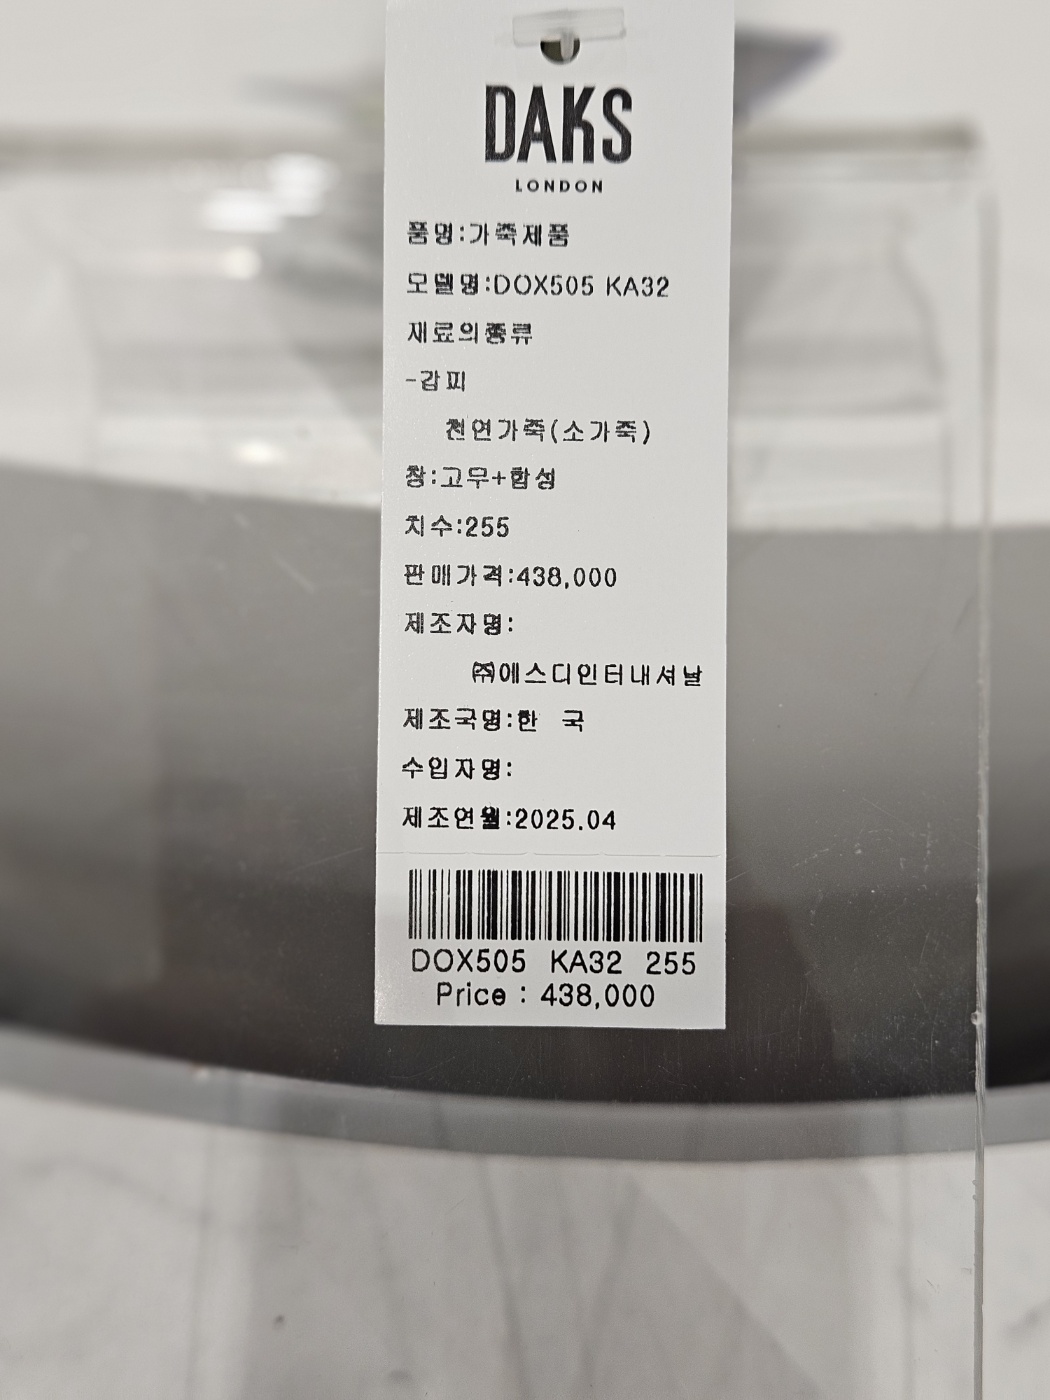 DAKS
LONDON
품명:가죽제품
모델명:DOX505 KA32
재료의종류
-갑피
천연가죽(소가죽)
창:고무+합성
치수:255
판매가격:438,000
제조자명:
㈜에스디인터내셔날
제조국명:한 국
수입자명:
제조연월:2025.04
DOX505 KA32 255
Price : 438,000